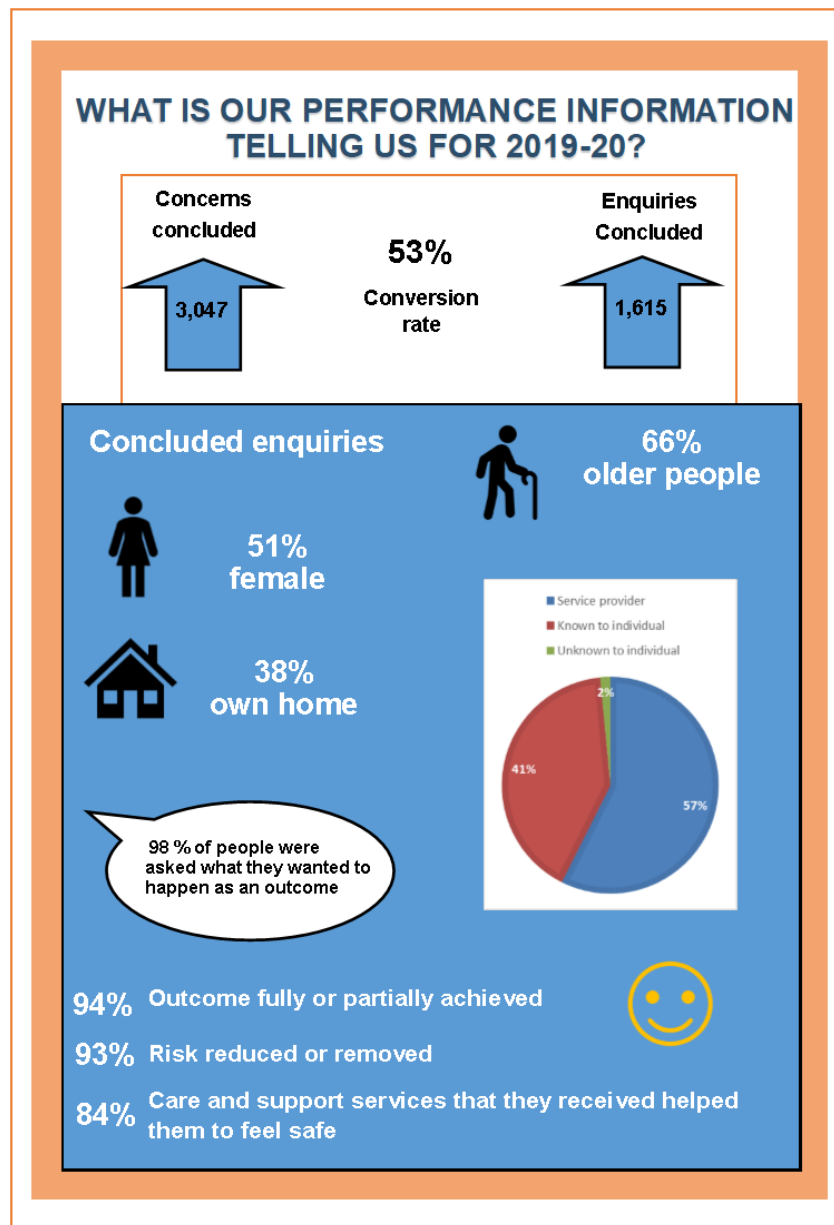 WHAT IS OUR PERFORMANCE INFORMATION
TELLING US FOR 2019-20?
Concerns
concluded
3,047
53%
Conversion
rate
Enquiries
Concluded
1,615
Concluded enquiries
66%
older people
51%
female
38%
own home
Service provider
Known to individual
Unknown to individual
2%
41%
57%
98 % of people were
asked what they wanted to
happen as an outcome
94% Outcome fully or partially achieved
93% Risk reduced or removed
84% Care and support services that they received helped
them to feel safe